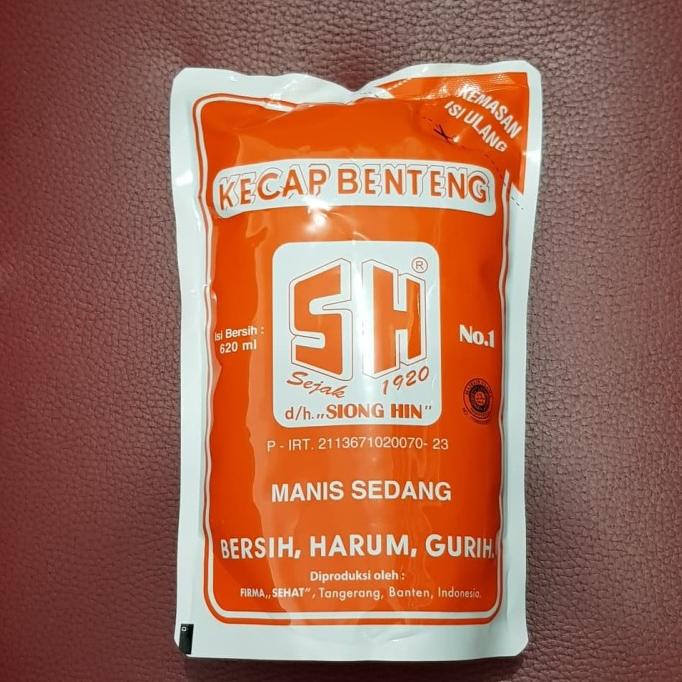 KEMASAN
ISI ULANG
KECAP BENTENG
SH ®
Isi Bersih :
620 ml
No.1
Sejak 1920
d/h.,,SIONG HIN"
P - IRT. 2113671020070- 23
MANIS SEDANG
BERSIH, HARUM, GURIH.
Diproduksi oleh :
FIRMA,,SEHAT", Tangerang, Banten, Indonesia.